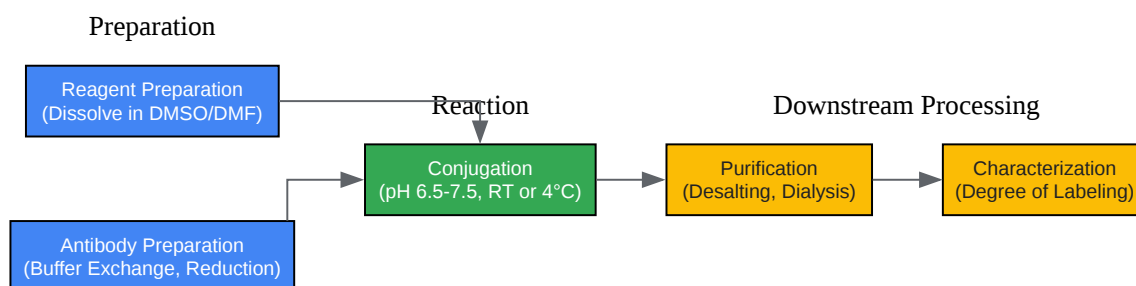 Preparation
Reagent Preparation
(Dissolve in DMSO/DMF)
Antibody Preparation
(Buffer Exchange, Reduction)
Reaction
Conjugation
(pH 6.5-7.5, RT or 4°C)
Downstream Processing
Purification
(Desalting, Dialysis)
Characterization
(Degree of Labeling)